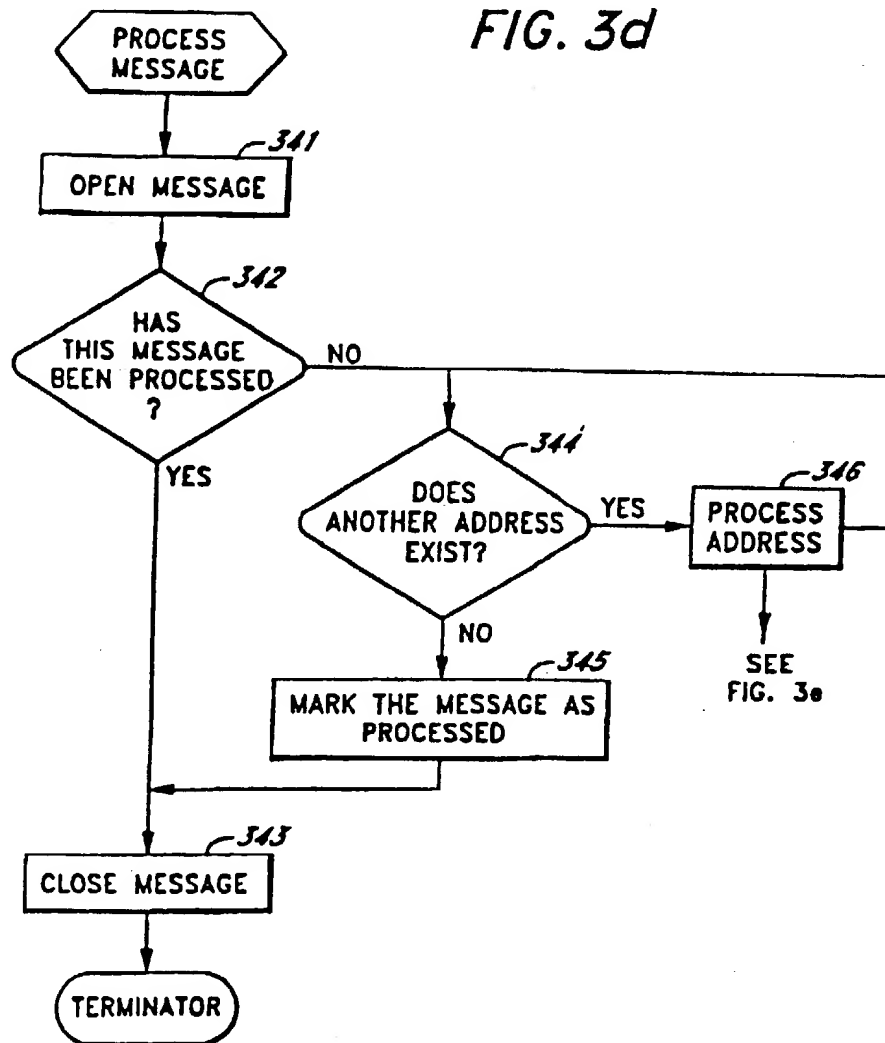 FIG. 3d
PROCESS
MESSAGE
341
OPEN MESSAGE
342
HAS
THIS MESSAGE
BEEN PROCESSED
?
NO
YES
344
DOES
ANOTHER ADDRESS
EXIST?
YES
346
PROCESS
ADDRESS
NO
SEE
FIG. 3e
345
MARK THE MESSAGE AS
PROCESSED
343
CLOSE MESSAGE
TERMINATOR